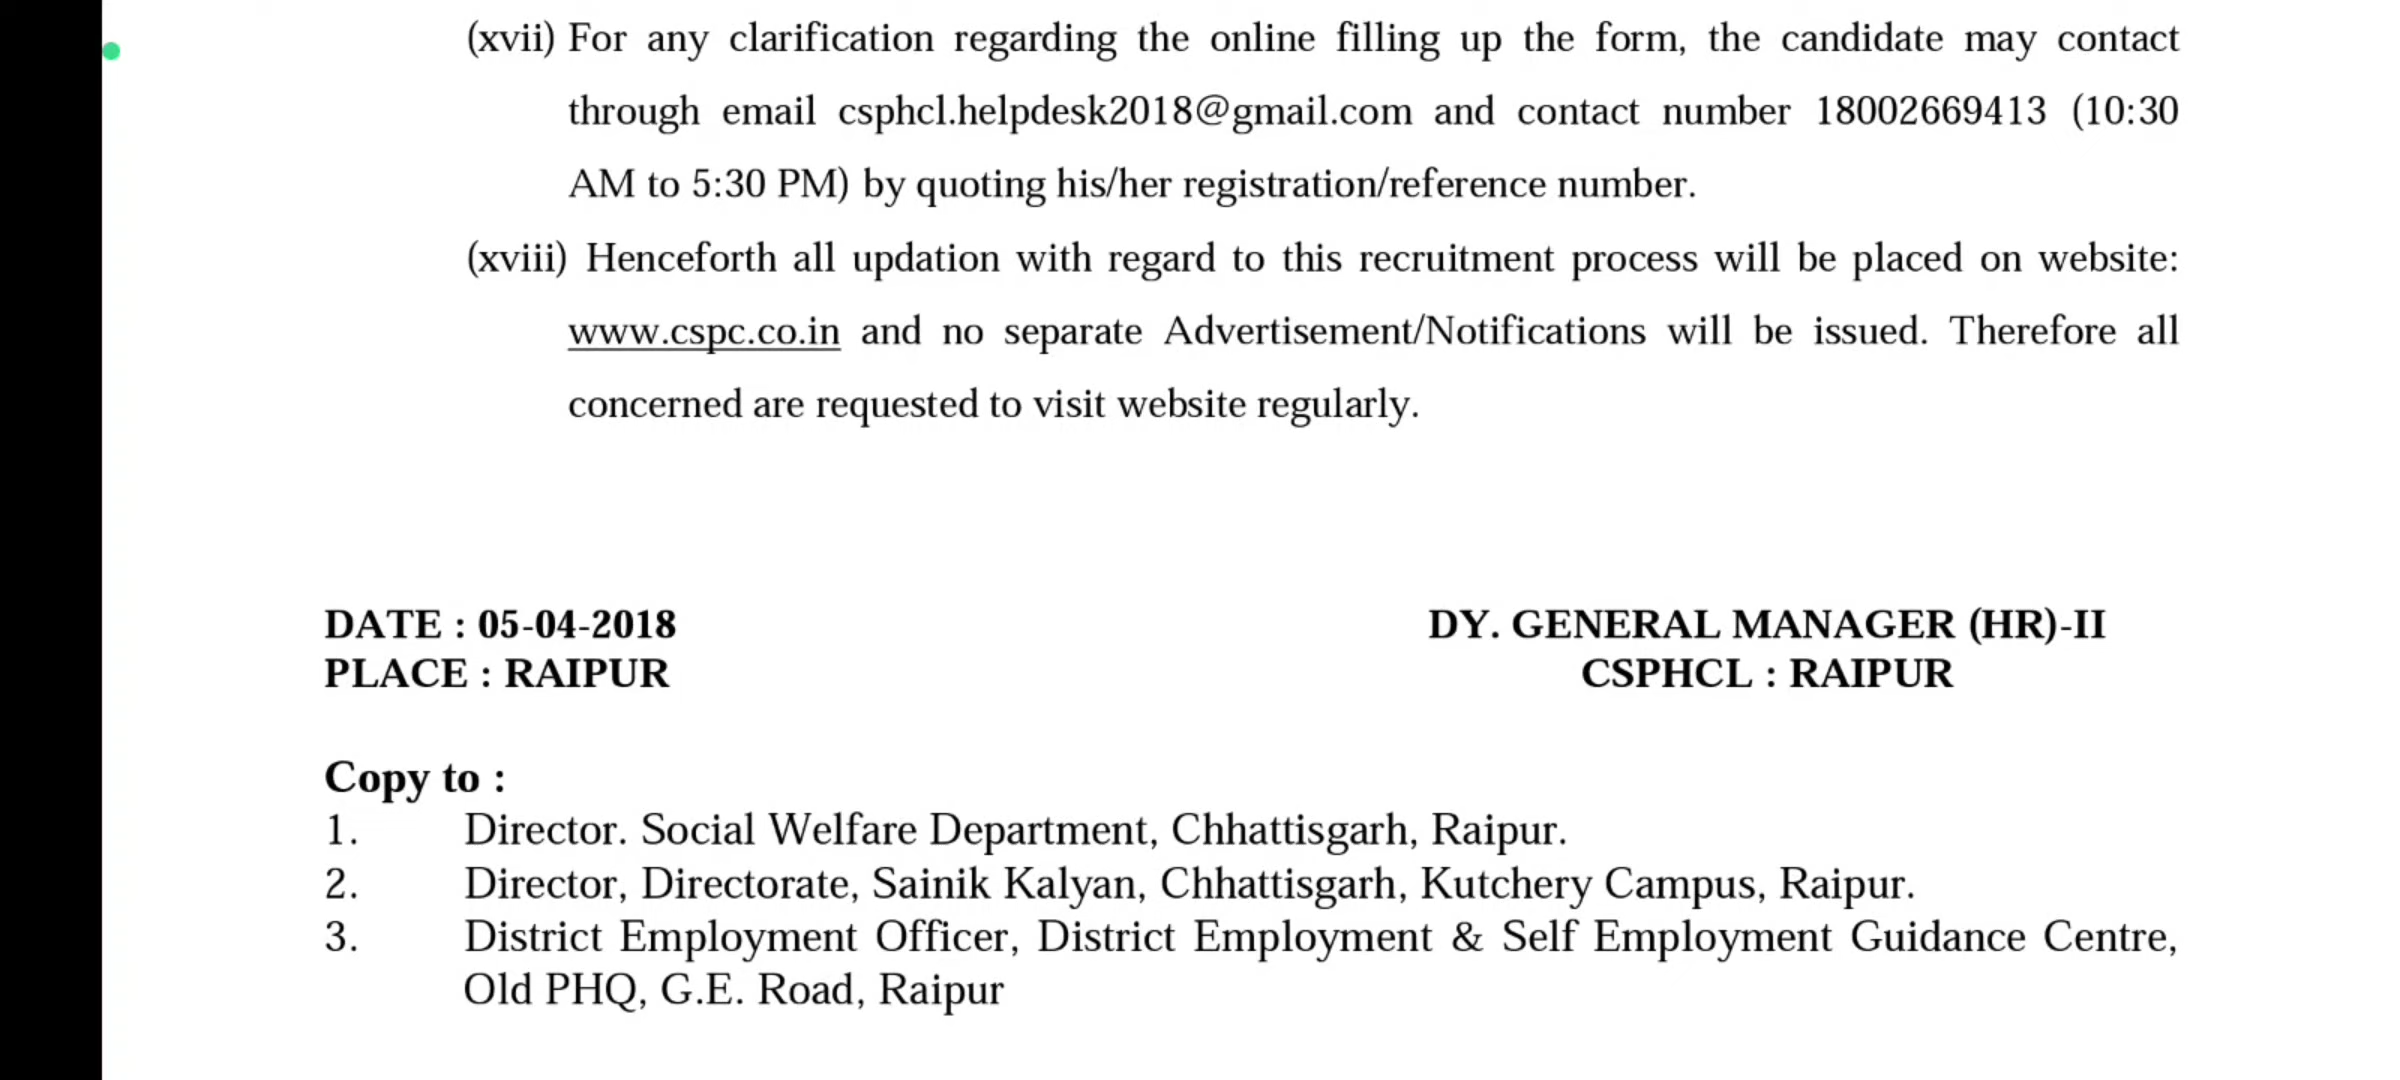 (xvii) For any clarification regarding the online filling up the form, the candidate may contact
through email csphcl.helpdesk2018@gmail.com and contact number 18002669413 (10:30
AM to 5:30 PM) by quoting his/her registration/reference number.
(xviii) Henceforth all updation with regard to this recruitment process will be placed on website:
www.cspc.co.in and no separate Advertisement/Notifications will be issued. Therefore all
concerned are requested to visit website regularly.
DATE : 05-04-2018
PLACE : RAIPUR
DY. GENERAL MANAGER (HR)-II
CSPHCL : RAIPUR
Copy to :
1. Director. Social Welfare Department, Chhattisgarh, Raipur.
2. Director, Directorate, Sainik Kalyan, Chhattisgarh, Kutchery Campus, Raipur.
3. District Employment Officer, District Employment & Self Employment Guidance Centre,
Old PHQ, G.E. Road, Raipur